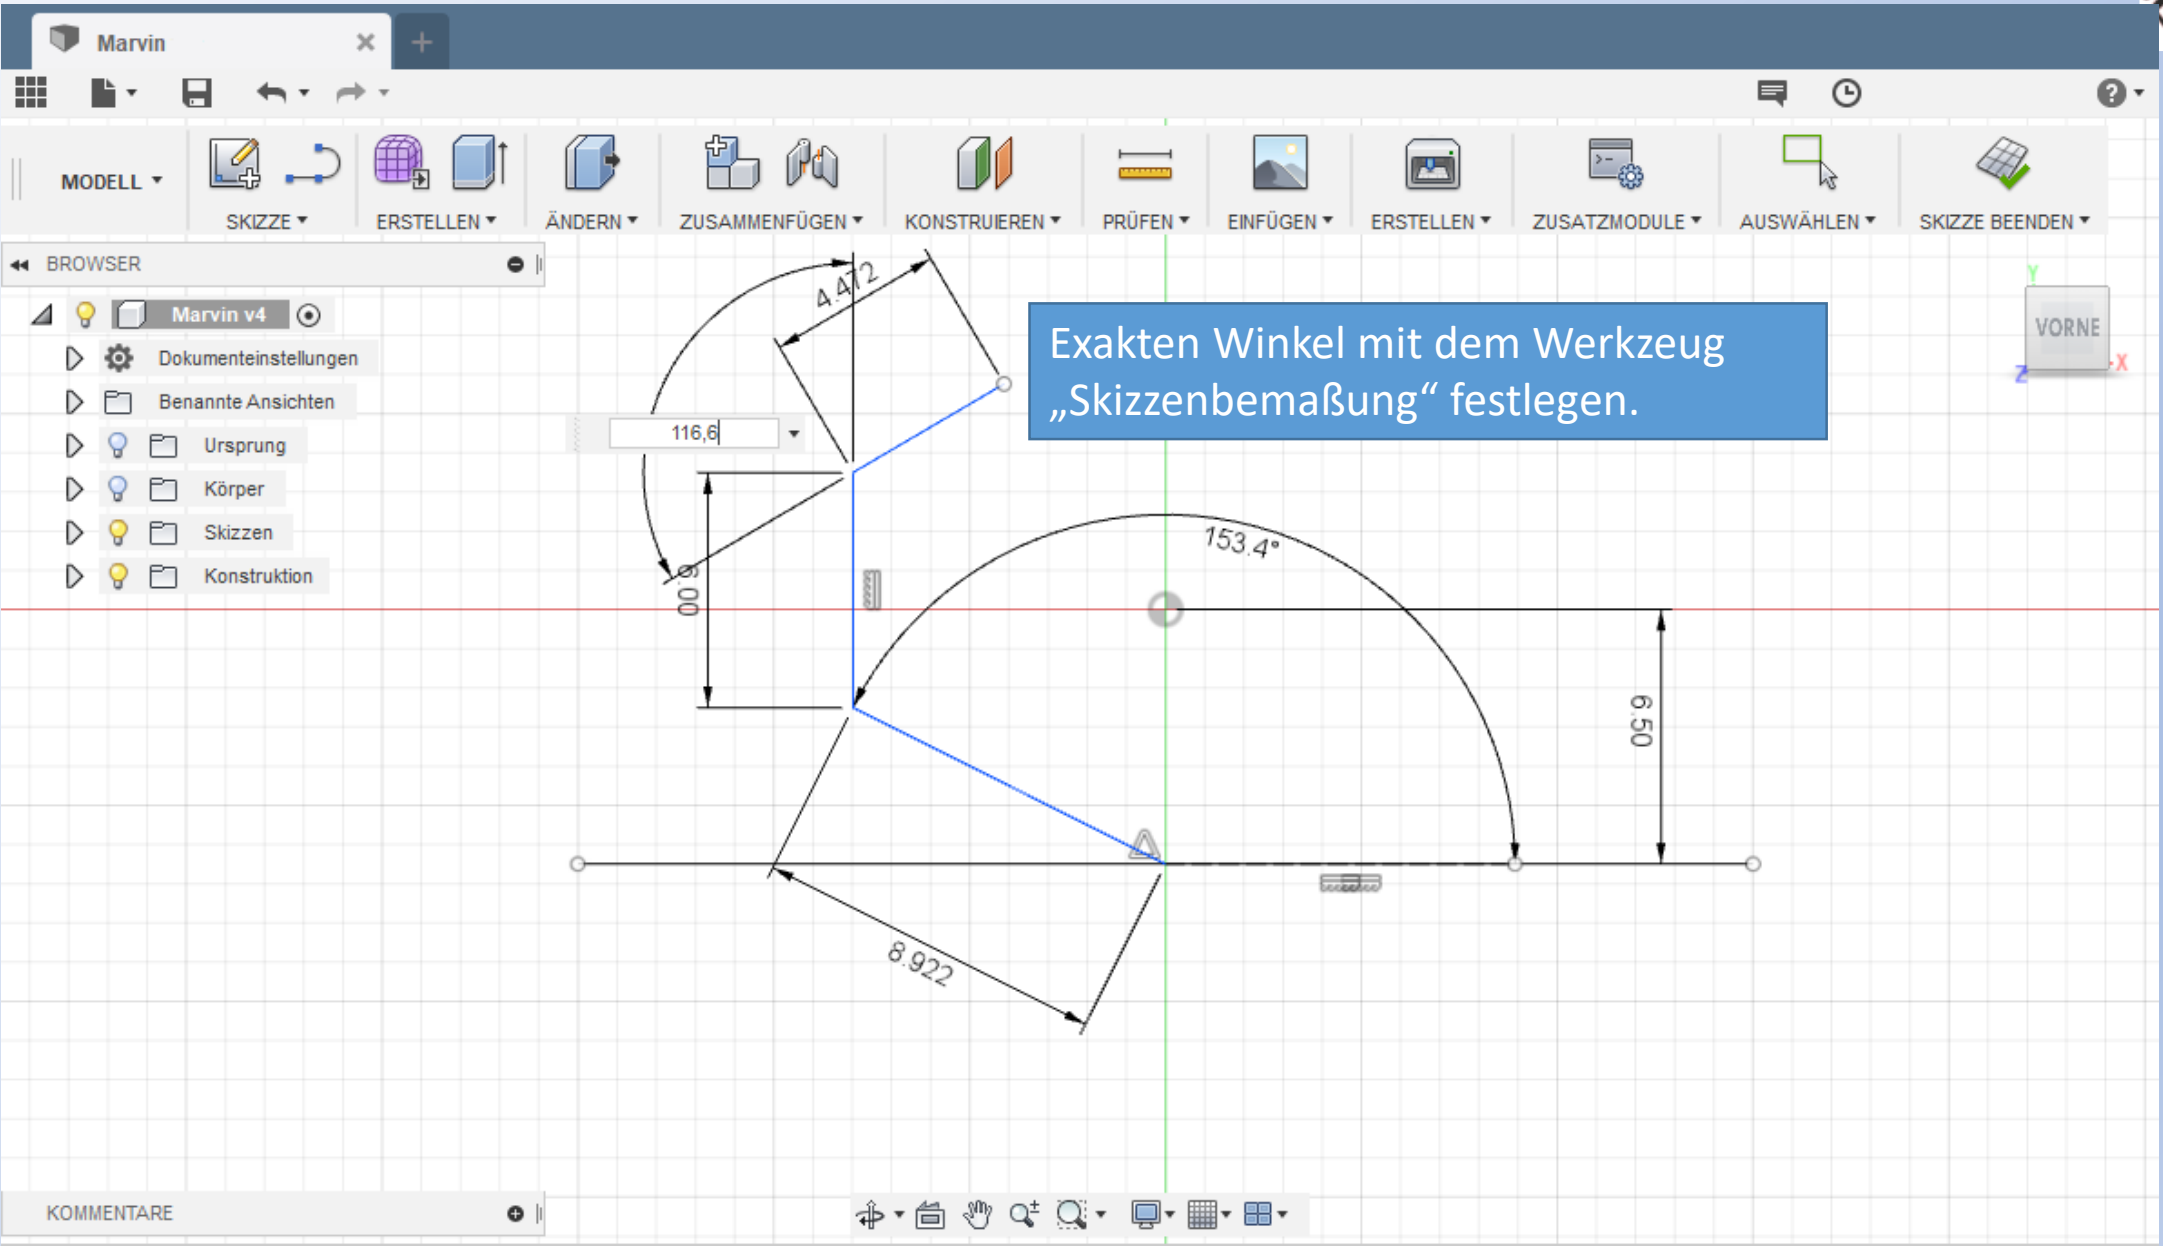 Marvin
MODELL
SKIZZE
ERSTELLEN
ÄNDERN
ZUSAMMENFÜGEN
KONSTRUIEREN
PRÜFEN
EINFÜGEN
ERSTELLEN
ZUSATZMODULE
AUSWÄHLEN
SKIZZE BEENDEN
BROWSER
Marvin v4
Dokumenteinstellungen
Benannte Ansichten
Ursprung
Körper
Skizzen
Konstruktion
4.472
Exakten Winkel mit dem Werkzeug
„Skizzenbemaßung“ festlegen.
Y
VORNE
Z
X
116,6
153.4°
6.50
8.922
KOMMENTARE